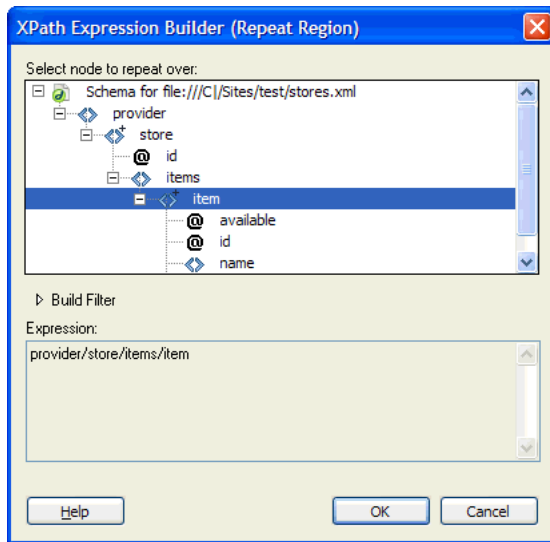 XPath Expression Builder (Repeat Region)
Select node to repeat over:
Schema for file:///C|/Sites/test/stores.xml
provider
store
@ id
items
item
@ available
@ id
name
Build Filter
Expression:
provider/store/items/item
Help
OK
Cancel